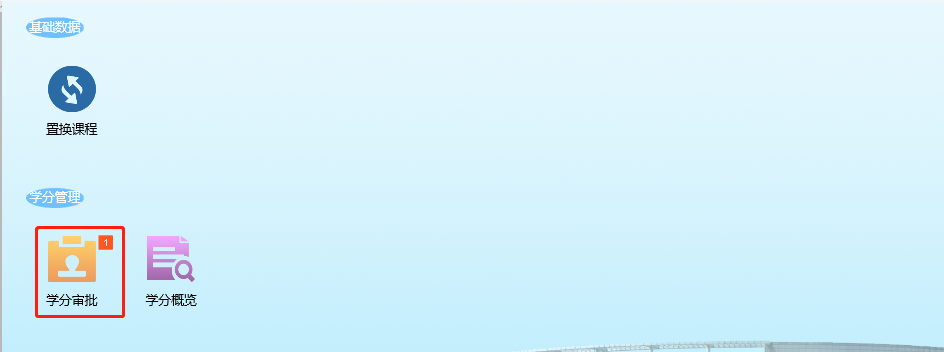 基础数据
置换课程
学分管理
1
学分审批
学分概览